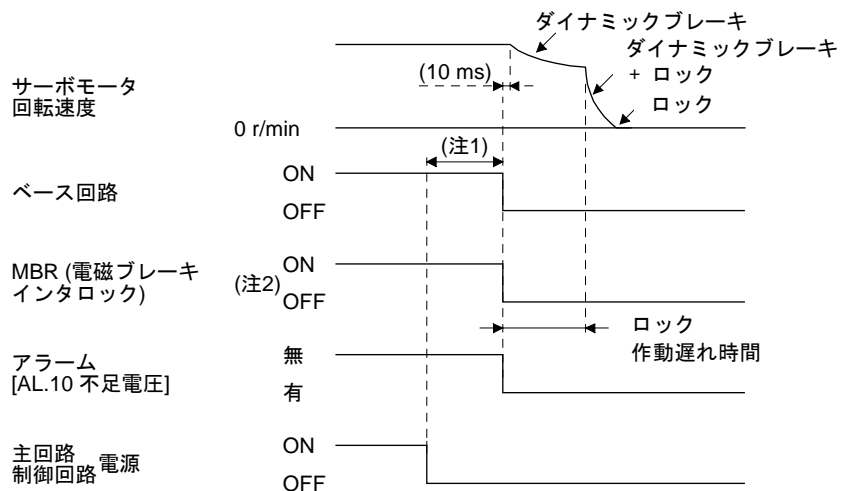 ダイナミックブレーキ
ダイナミックブレーキ
+ ロック
ロック
(10 ms)
サーボモータ
回転速度
0 r/min
(注1)
ベース回路
ON
OFF
MBR (電磁ブレーキ
インタロック)
(注2)
ON
OFF
ロック
作動遅れ時間
アラーム
[AL.10 不足電圧]
無
有
主回路
制御回路
電源
ON
OFF